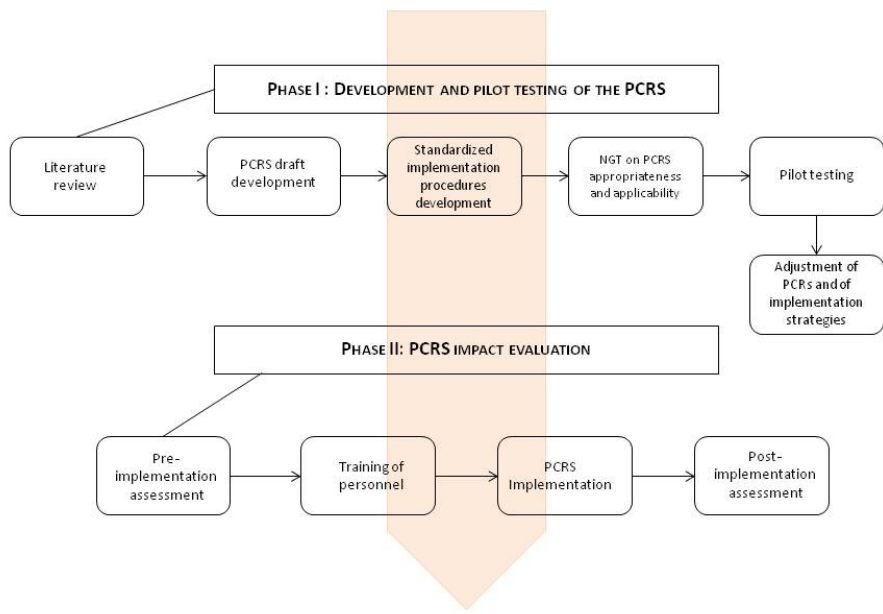 PHASE I : DEVELOPMENT AND PILOT TESTING OF THE PCRS
Literature
review
PCRS draft
development
Standardized
implementation
procedures
development
NGT on PCRS
appropriateness
and applicability
Pilot testing
Adjustment of
PCRs and of
implementation
strategies
PHASE II: PCRS IMPACT EVALUATION
Pre-
implementation
assessment
Training of
personnel
PCRS
Implementation
Post-
implementation
assessment